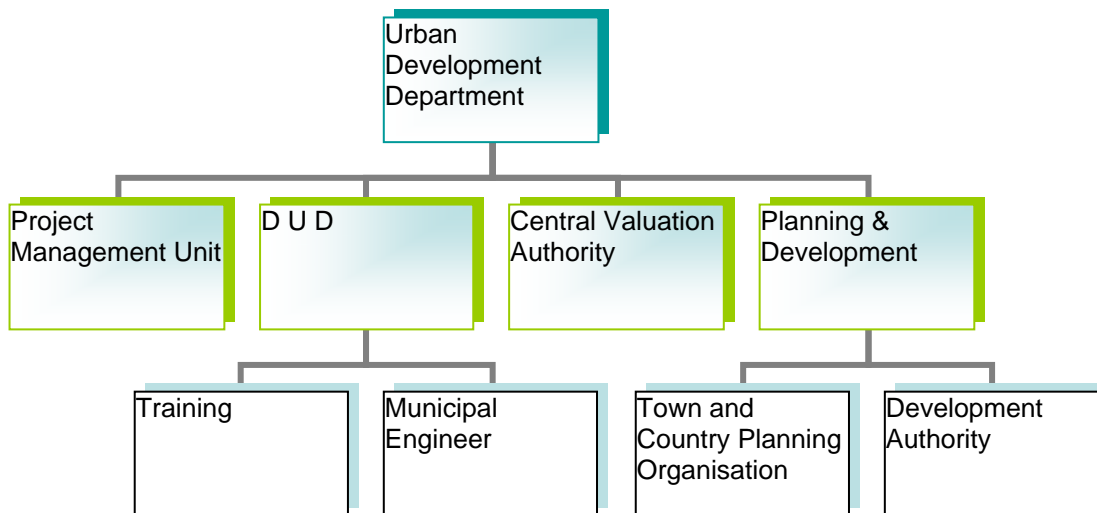 Urban
Development
Department
Project
Management Unit
D U D
Central Valuation
Authority
Planning &
Development
Training
Municipal
Engineer
Town and
Country Planning
Organisation
Development
Authority